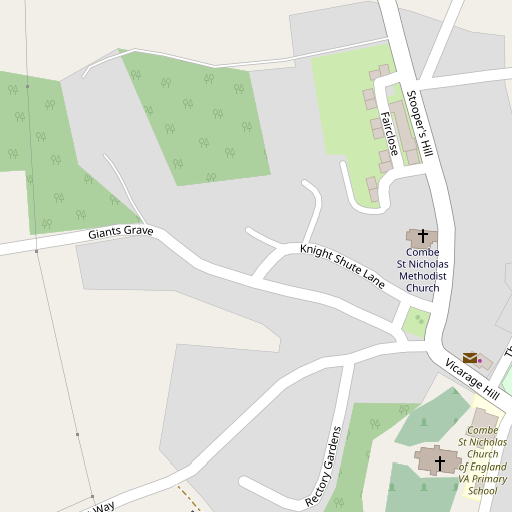 Stooper's Hill
Fairclose
Giants Grave
Combe
St Nicholas
Methodist
Church
Knight Shute Lane
Vicarage Hill
Rectory Gardens
Combe
St Nicholas
Church
of England
VA Primary
School
Way